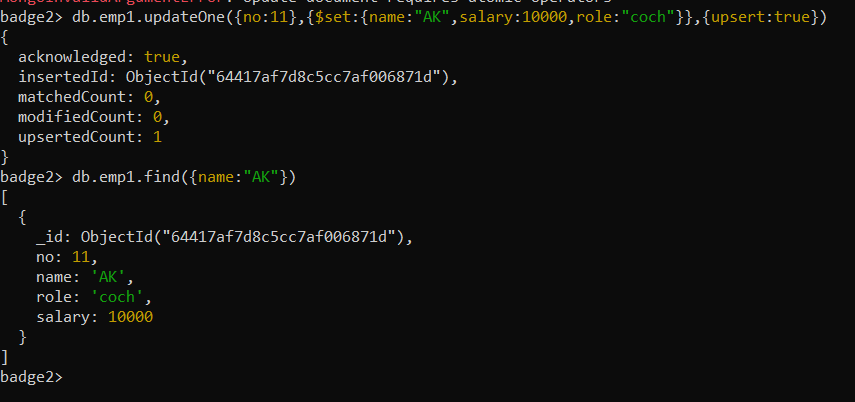 MongoInvalidArgumentError: Update document requires atomic operators
badge2> db.emp1.updateOne({no:11},{$set:{name:"AK",salary:10000,role:"coch"}},{upsert:true})
{
  acknowledged: true,
  insertedId: ObjectId("64417af7d8c5cc7af006871d"),
  matchedCount: 0,
  modifiedCount: 0,
  upsertedCount: 1
}
badge2> db.emp1.find({name:"AK"})
[
  {
    _id: ObjectId("64417af7d8c5cc7af006871d"),
    no: 11,
    name: 'AK',
    role: 'coch',
    salary: 10000
  }
]
badge2>